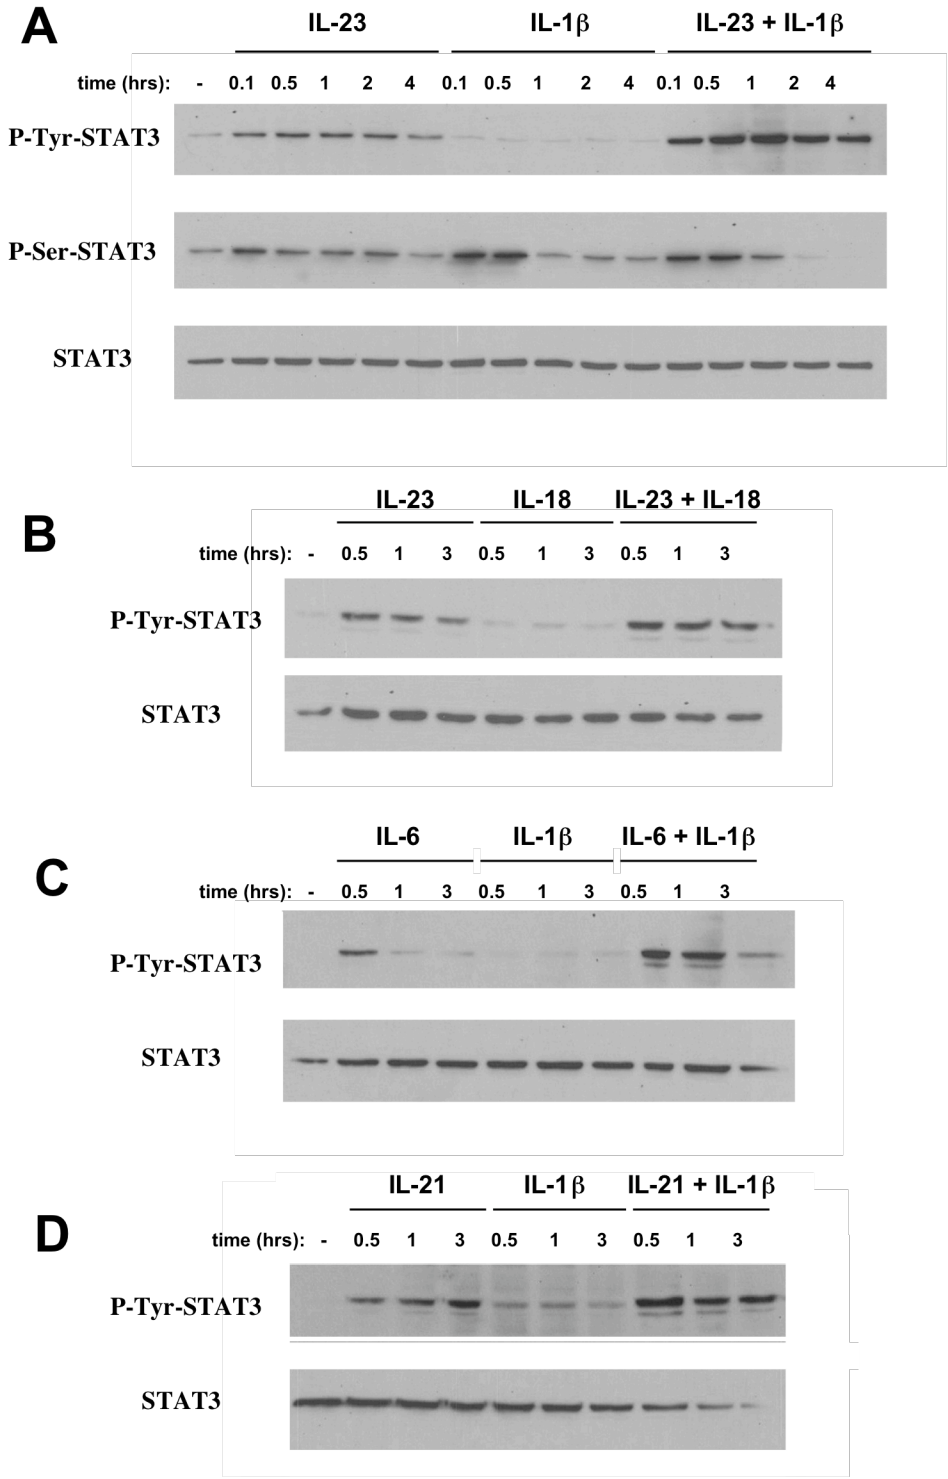 A
IL-23 IL-1β IL-23 + IL-1β
time (hrs): - 0.1 0.5 1 2 4 0.1 0.5 1 2 4 0.1 0.5 1 2 4
P-Tyr-STAT3
P-Ser-STAT3
STAT3
B
IL-23 IL-18 IL-23 + IL-18
time (hrs): - 0.5 1 3 0.5 1 3 0.5 1 3
P-Tyr-STAT3
STAT3
C
IL-6 IL-1β IL-6 + IL-1β
time (hrs): - 0.5 1 3 0.5 1 3 0.5 1 3
P-Tyr-STAT3
STAT3
D
IL-21 IL-1β IL-21 + IL-1β
time (hrs): - 0.5 1 3 0.5 1 3 0.5 1 3
P-Tyr-STAT3
STAT3